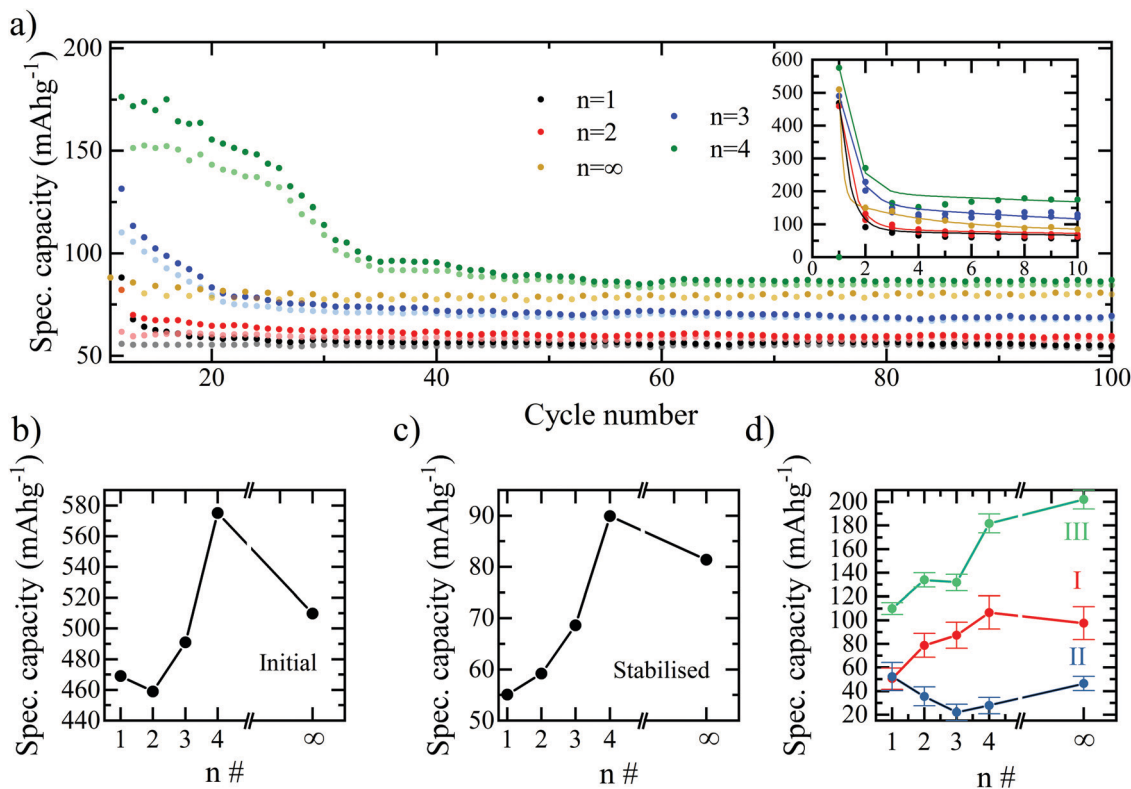 a)
Spec. capacity (mAhg-1)
200
150
100
50
20
40
60
80
100
Cycle number
n=1
n=2
n=∞
n=3
n=4
600
500
400
300
200
100
0
0
2
4
6
8
10
b)
Spec. capacity (mAhg-1)
580
560
540
520
500
480
460
440
1
2
3
4
∞
n #
Initial
c)
Spec. capacity (mAhg-1)
90
80
70
60
50
1
2
3
4
∞
n #
Stabilised
d)
Spec. capacity (mAhg-1)
200
180
160
140
120
100
80
60
40
20
1
2
3
4
∞
n #
III
I
II